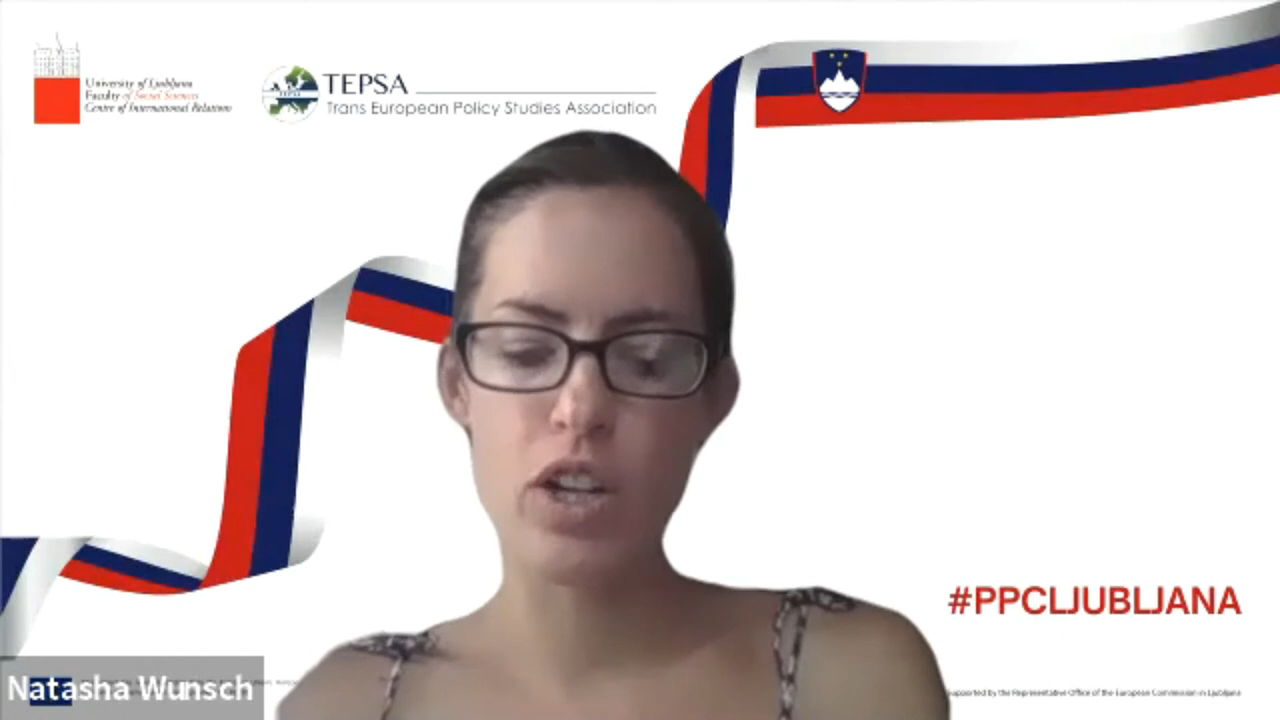 University of Ljubljana
Faculty of Social Sciences
Centre of International Relations
TEPSA
Trans European Policy Studies Association
TEPSA
#PPCLJUBLJANA
Natasha Wunsch
supported by the Representative Office of the European Commission in Ljubljana